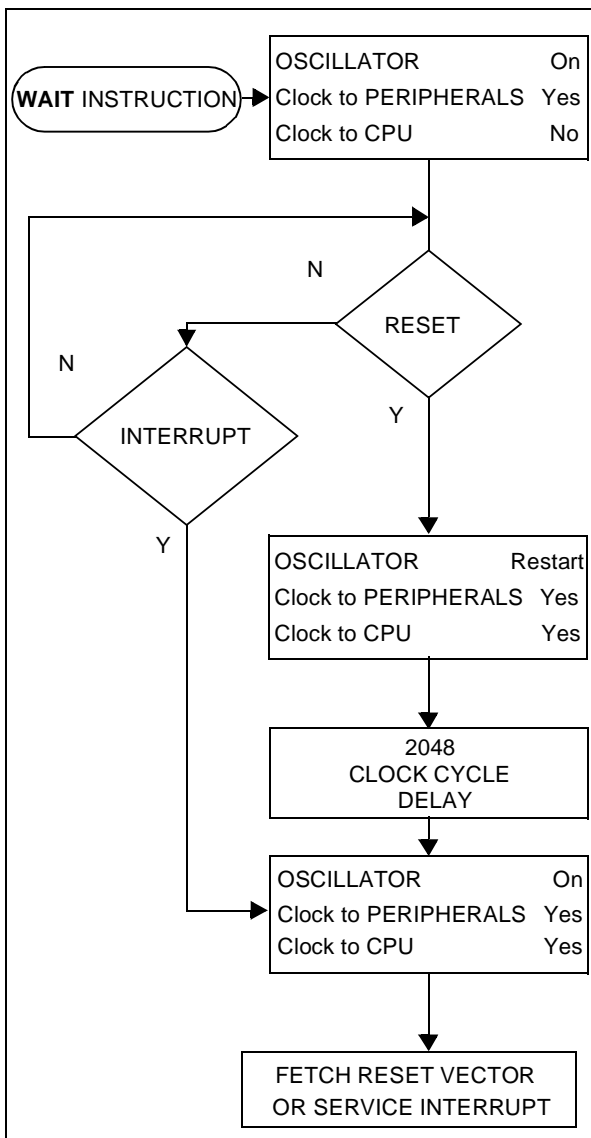 WAIT INSTRUCTION
OSCILLATOR On
Clock to PERIPHERALS Yes
Clock to CPU No
N
RESET
N
INTERRUPT
Y
Y
OSCILLATOR Restart
Clock to PERIPHERALS Yes
Clock to CPU Yes
2048
CLOCK CYCLE
DELAY
OSCILLATOR On
Clock to PERIPHERALS Yes
Clock to CPU Yes
FETCH RESET VECTOR
OR SERVICE INTERRUPT